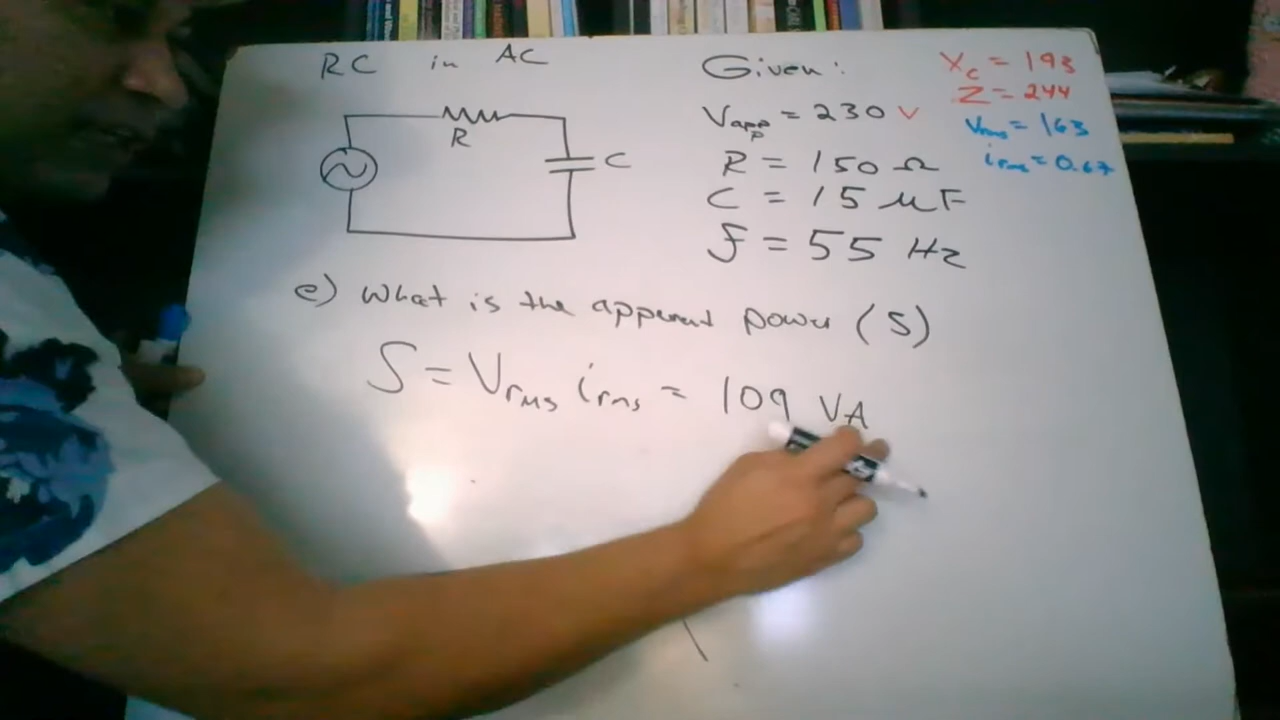 RC in AC
R
C
Given:
Vappp = 230 V
R = 150 Ω
C = 15 μF
f = 55 Hz
Xc = 193
Z = 244
Vrms = 163
irms = 0.67
e) What is the apparent power (S)
S = Vrms irms = 109 VA